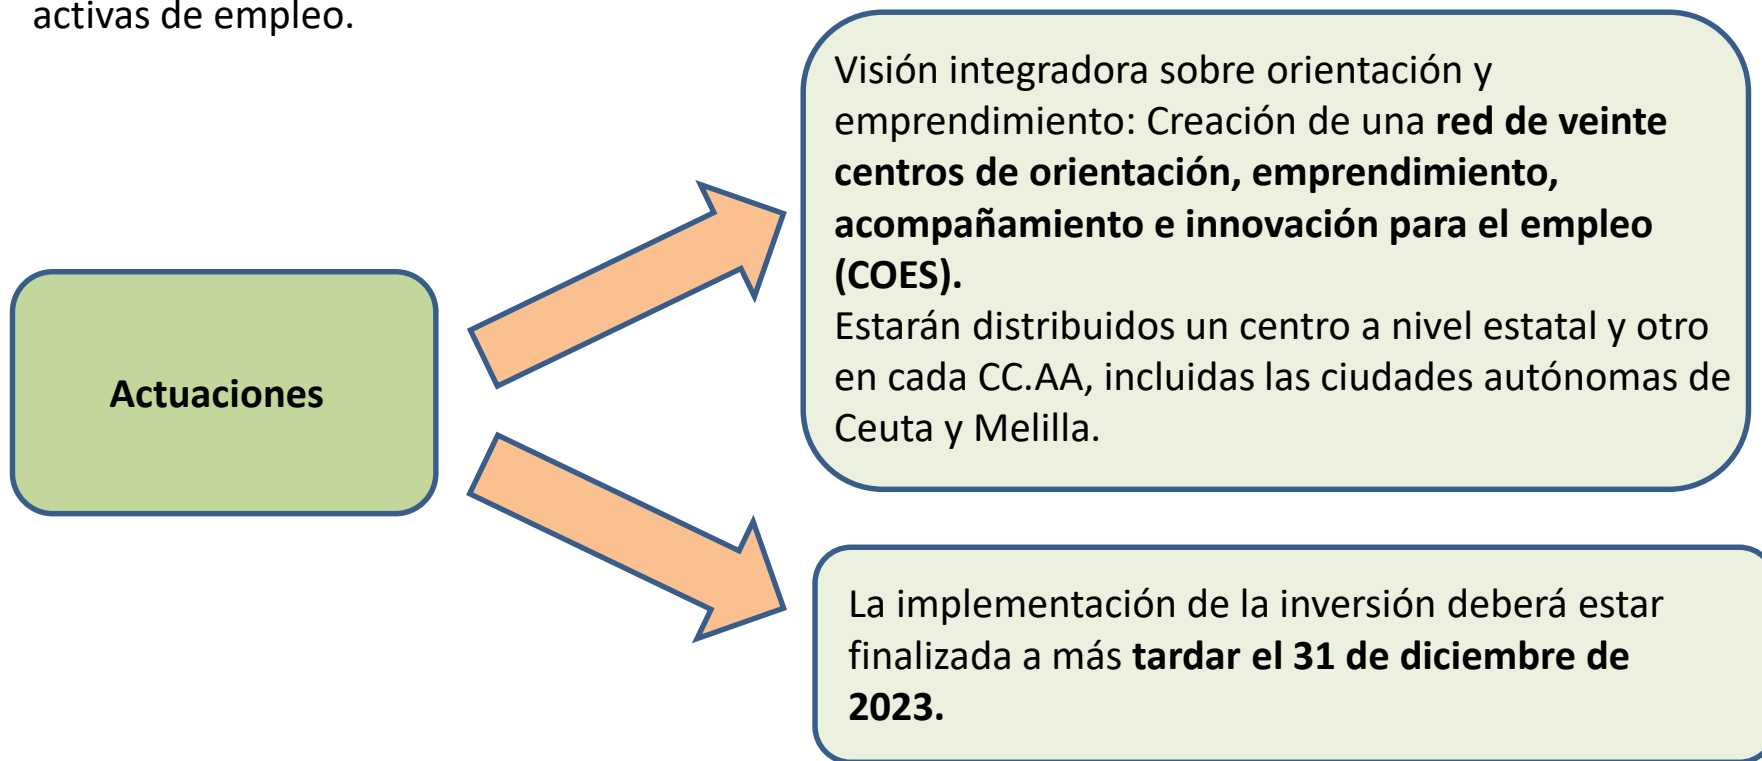 activas de empleo.
Visión integradora sobre orientación y
emprendimiento: Creación de una red de veinte
centros de orientación, emprendimiento,
acompañamiento e innovación para el empleo
(COES).
Estarán distribuidos un centro a nivel estatal y otro
en cada CC.AA, incluidas las ciudades autónomas de
Ceuta y Melilla.
Actuaciones
La implementación de la inversión deberá estar
finalizada a más tardar el 31 de diciembre de
2023.